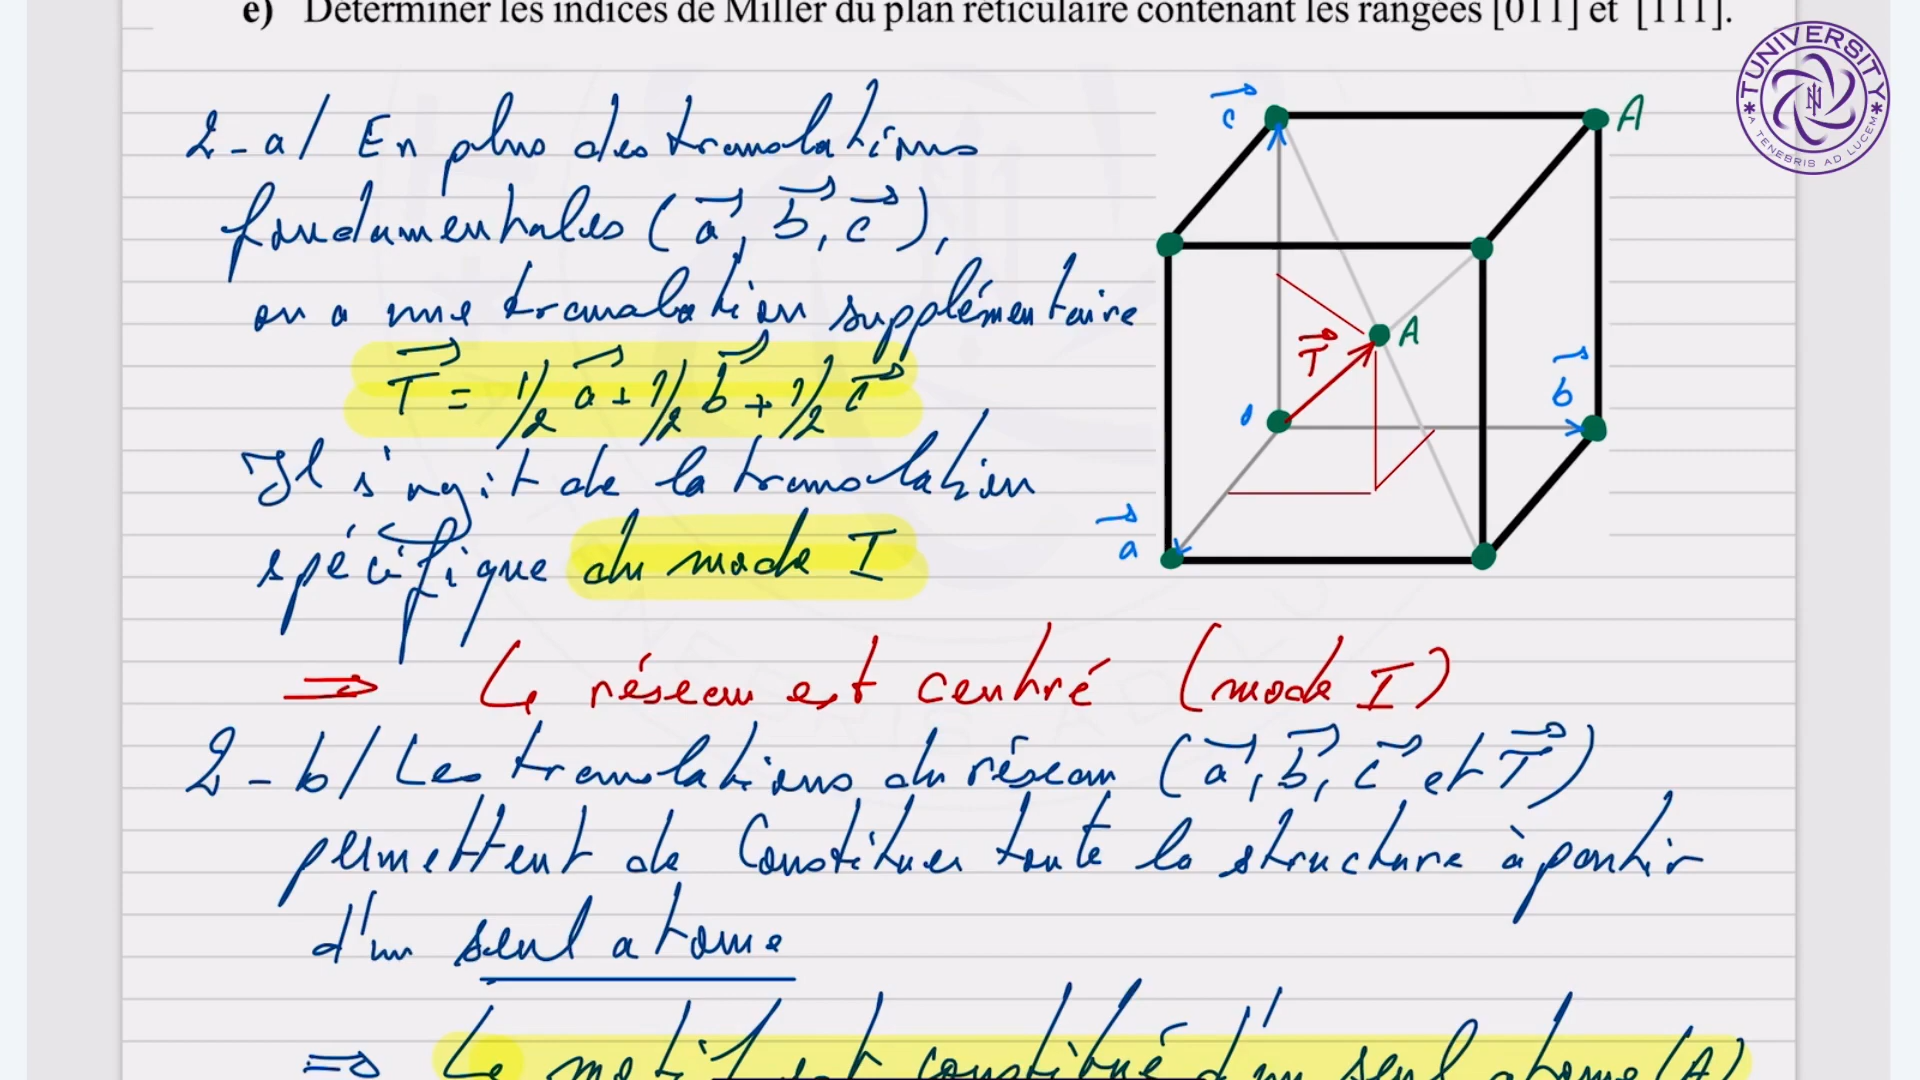 e) Déterminer les indices de Miller du plan réticulaire contenant les rangées [011] et [111].
TUNIVERSITY
A TENEBRIS AD LUCEM
2-a/ En plus des translations
fondamentales (a, b, c),
on a une translation supplémentaire
T = 1/2 a + 1/2 b + 1/2 c
Il s'agit de la translation
spécifique du mode I
c
A
A
T
b
o
a
⇒ Le réseau est centré (mode I)
2-b/ Les translations du réseau (a, b, c et T)
permettent de constituer toute la structure à partir
d'un seul atome
⇒ Le motif est constitué d'un seul atome (A)